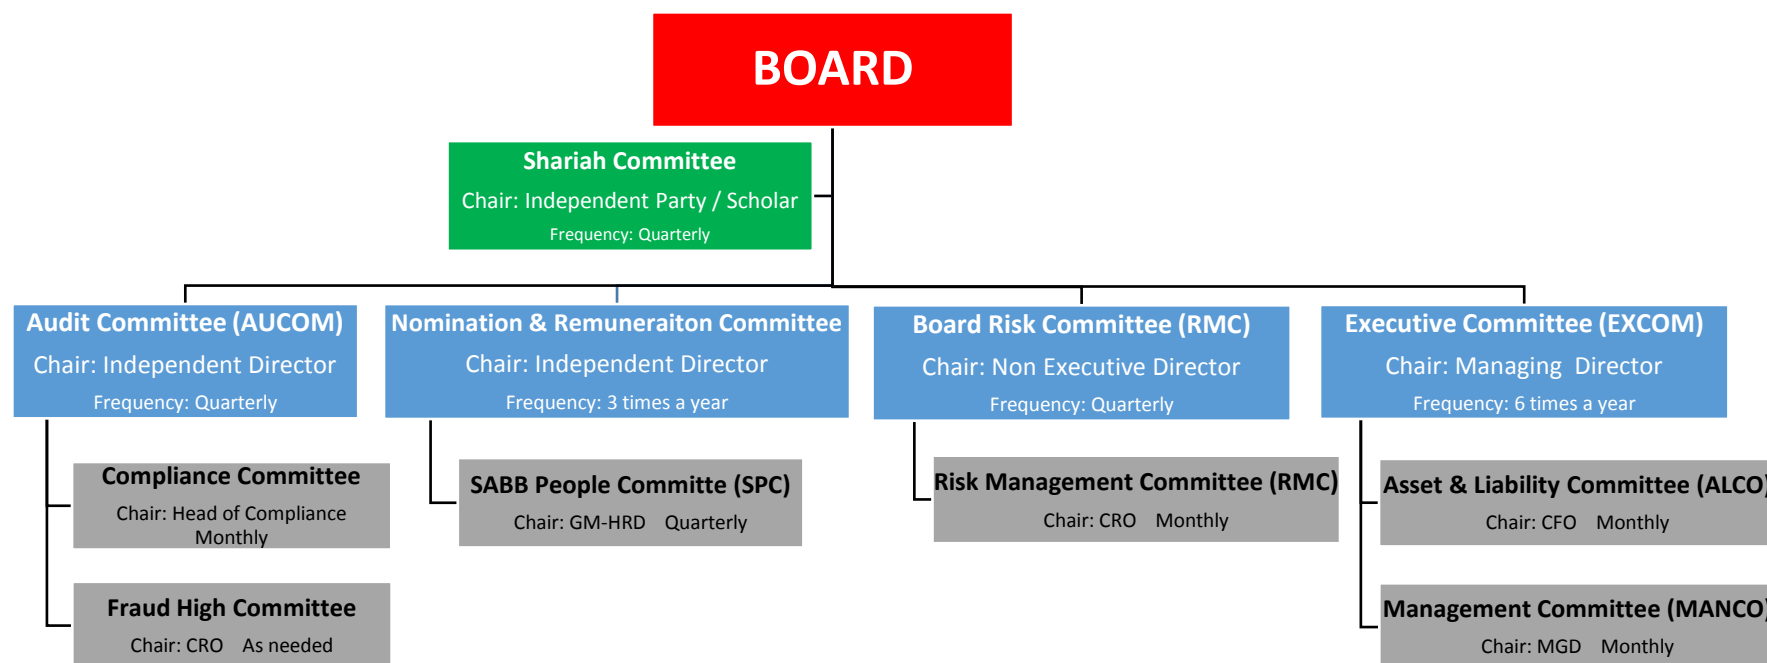 BOARD
Shariah Committee
Chair: Independent Party / Scholar
Frequency: Quarterly
Audit Committee (AUCOM)
Chair: Independent Director
Frequency: Quarterly
Nomination & Remuneraiton Committee
Chair: Independent Director
Frequency: 3 times a year
Board Risk Committee (RMC)
Chair: Non Executive Director
Frequency: Quarterly
Executive Committee (EXCOM)
Chair: Managing Director
Frequency: 6 times a year
Compliance Committee
Chair: Head of Compliance
Monthly
SABB People Committe (SPC)
Chair: GM-HRD Quarterly
Risk Management Committee (RMC)
Chair: CRO Monthly
Asset & Liability Committee (ALCO)
Chair: CFO Monthly
Fraud High Committee
Chair: CRO As needed
Management Committee (MANCO)
Chair: MGD Monthly